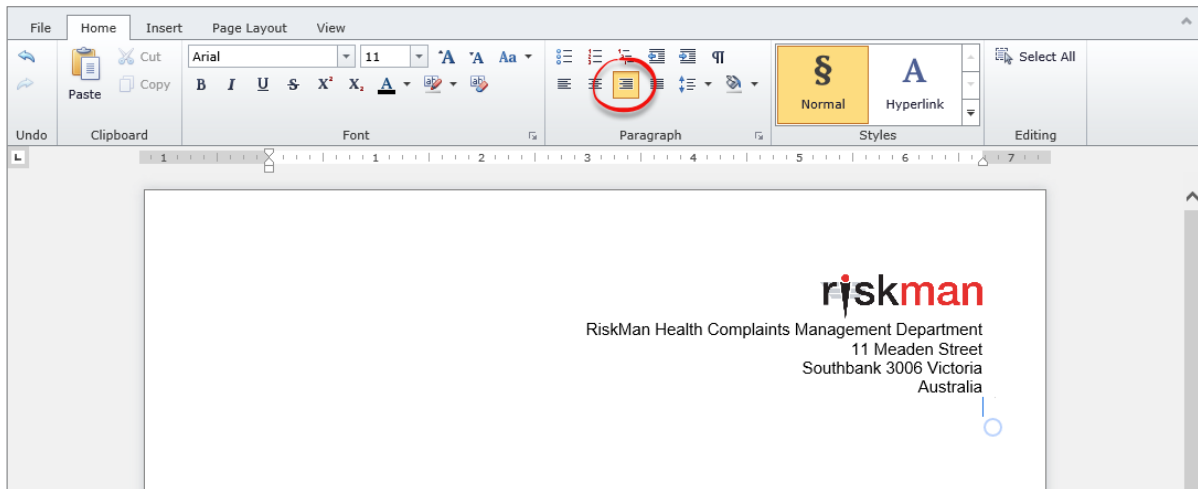 File Home Insert Page Layout View
Cut Arial 11 A A Aa Select All
Paste Copy B I U S X² X₂ A ab ab § A
Normal Hyperlink
Undo Clipboard Font Paragraph Styles Editing
L 1 1 2 3 4 5 6 7
riskman
RiskMan Health Complaints Management Department
11 Meaden Street
Southbank 3006 Victoria
Australia